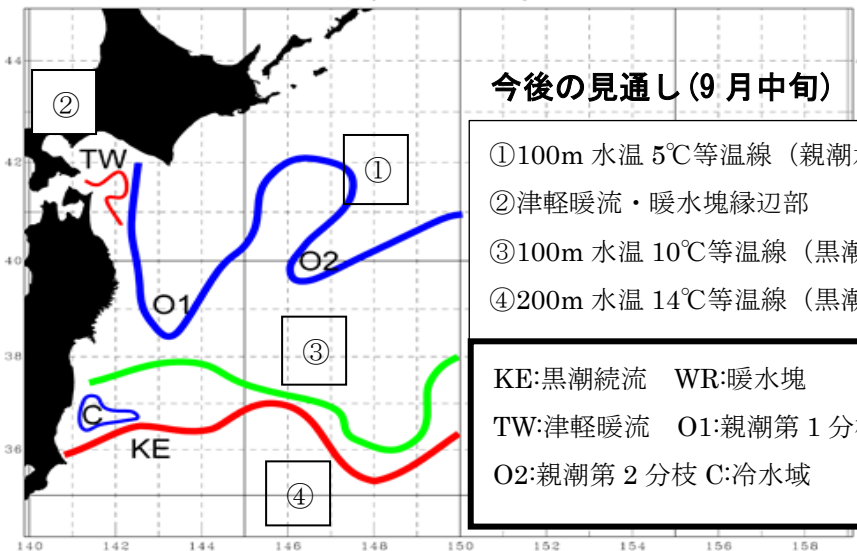 44
②
今後の見通し(9月中旬)
TW
42
①
①100m 水温 5℃等温線（親潮
②津軽暖流・暖水塊縁辺部
③100m 水温 10℃等温線（黒潮
④200m 水温 14℃等温線（黒潮
40
O2
O1
38
③
KE:黒潮続流 WR:暖水塊
TW:津軽暖流 O1:親潮第 1 分
O2:親潮第 2 分枝 C:冷水域
C
36
KE
④
140 142 144 146 148 150 152 154 156 158